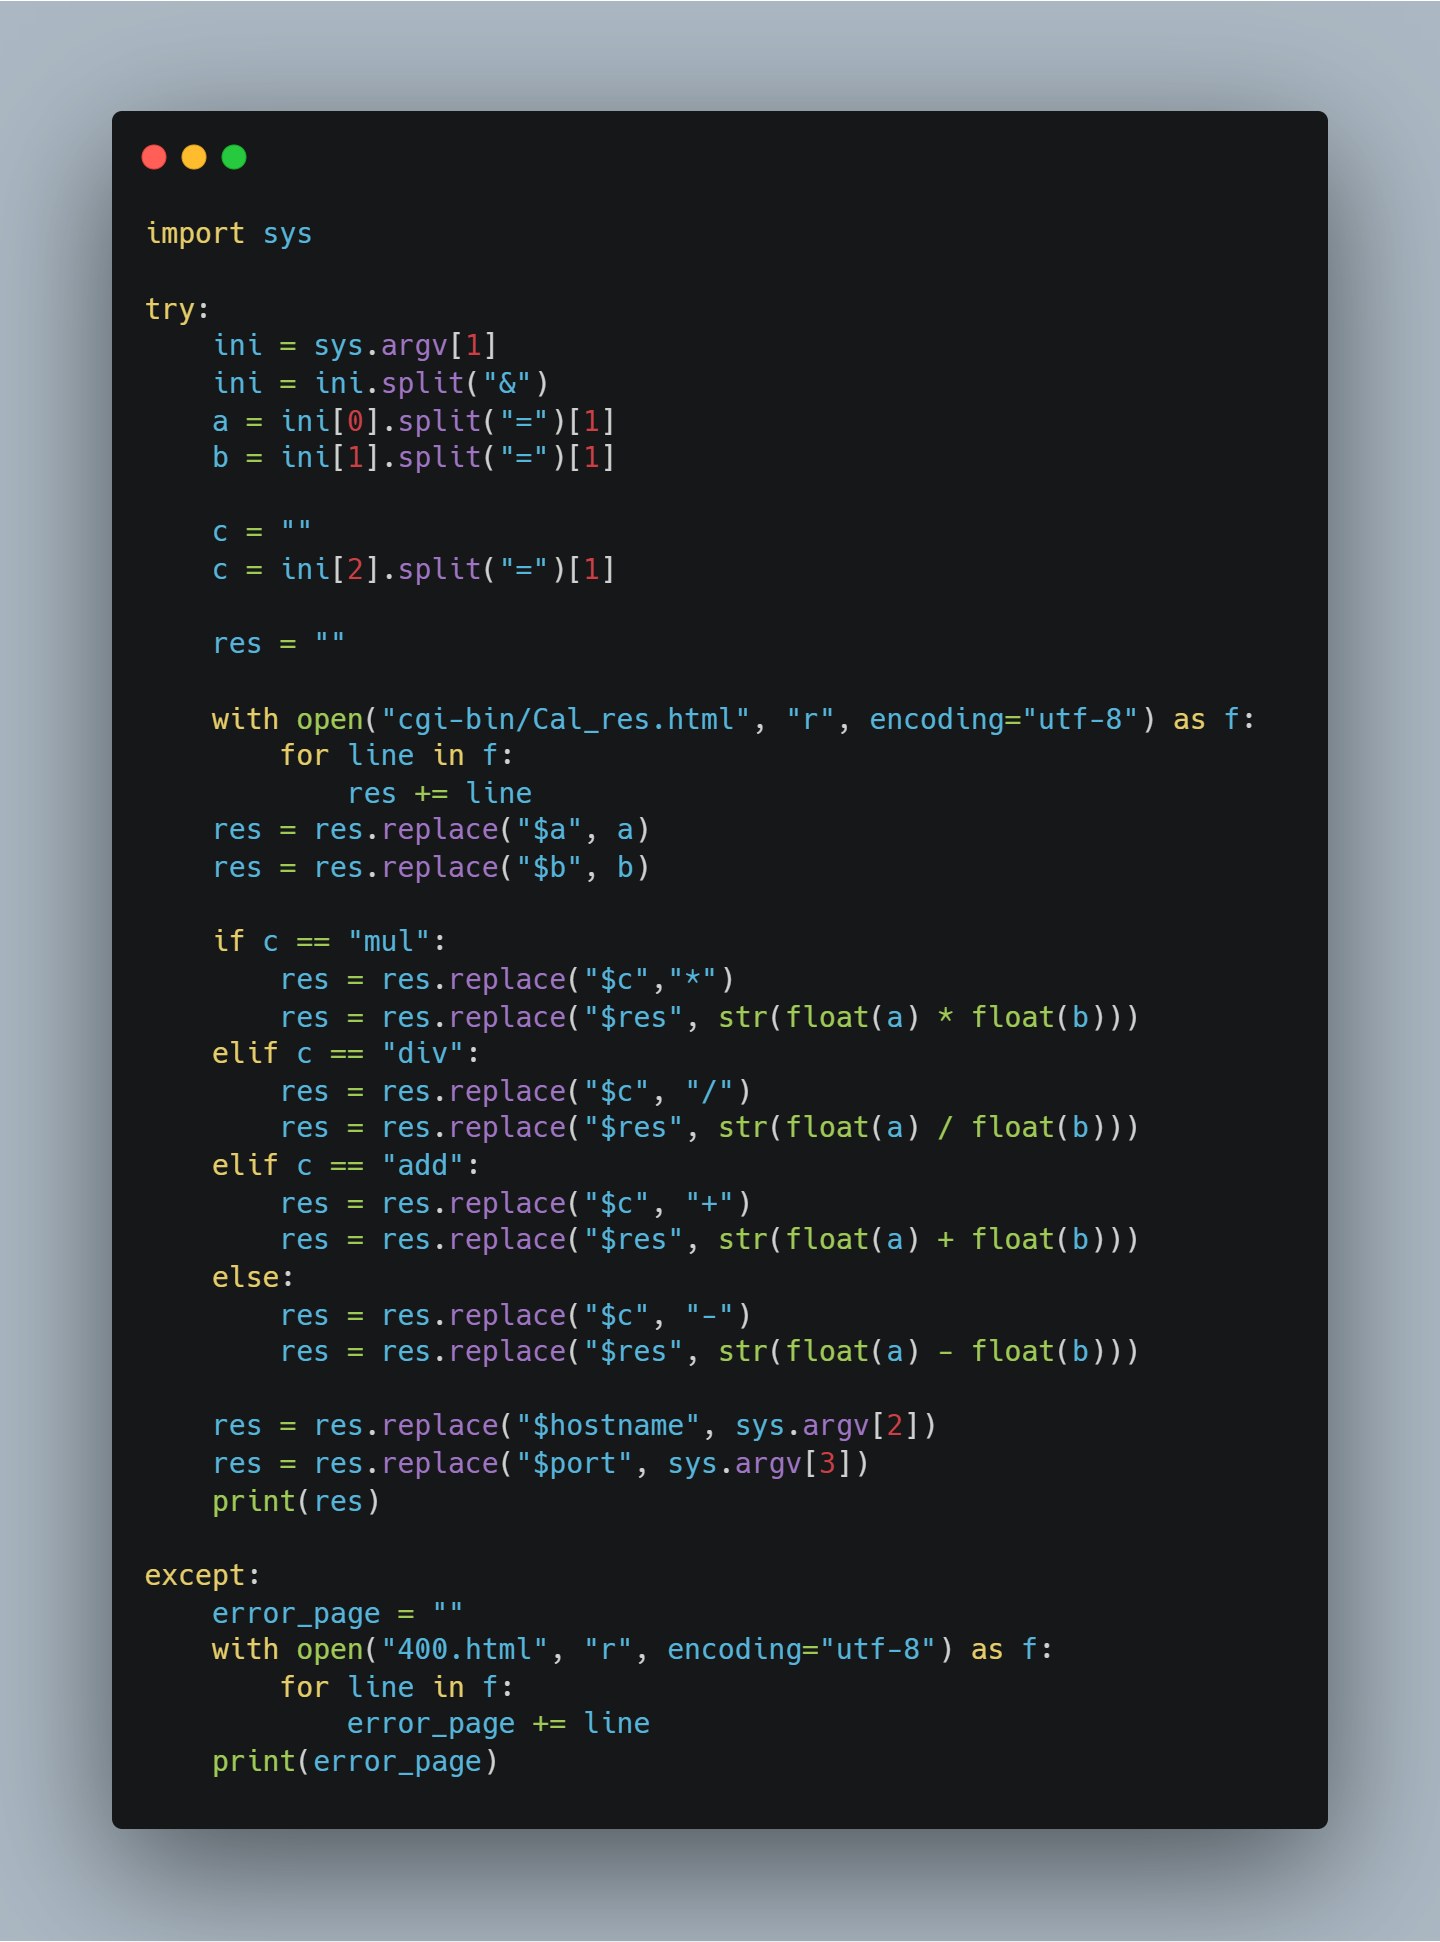 import sys

try:
    ini = sys.argv[1]
    ini = ini.split("&")
    a = ini[0].split("=")[1]
    b = ini[1].split("=")[1]

    c = ""
    c = ini[2].split("=")[1]

    res = ""

    with open("cgi-bin/Cal_res.html", "r", encoding="utf-8") as f:
        for line in f:
            res += line
    res = res.replace("$a", a)
    res = res.replace("$b", b)

    if c == "mul":
        res = res.replace("$c","*")
        res = res.replace("$res", str(float(a) * float(b)))
    elif c == "div":
        res = res.replace("$c", "/")
        res = res.replace("$res", str(float(a) / float(b)))
    elif c == "add":
        res = res.replace("$c", "+")
        res = res.replace("$res", str(float(a) + float(b)))
    else:
        res = res.replace("$c", "-")
        res = res.replace("$res", str(float(a) - float(b)))

    res = res.replace("$hostname", sys.argv[2])
    res = res.replace("$port", sys.argv[3])
    print(res)

except:
    error_page = ""
    with open("400.html", "r", encoding="utf-8") as f:
        for line in f:
            error_page += line
    print(error_page)